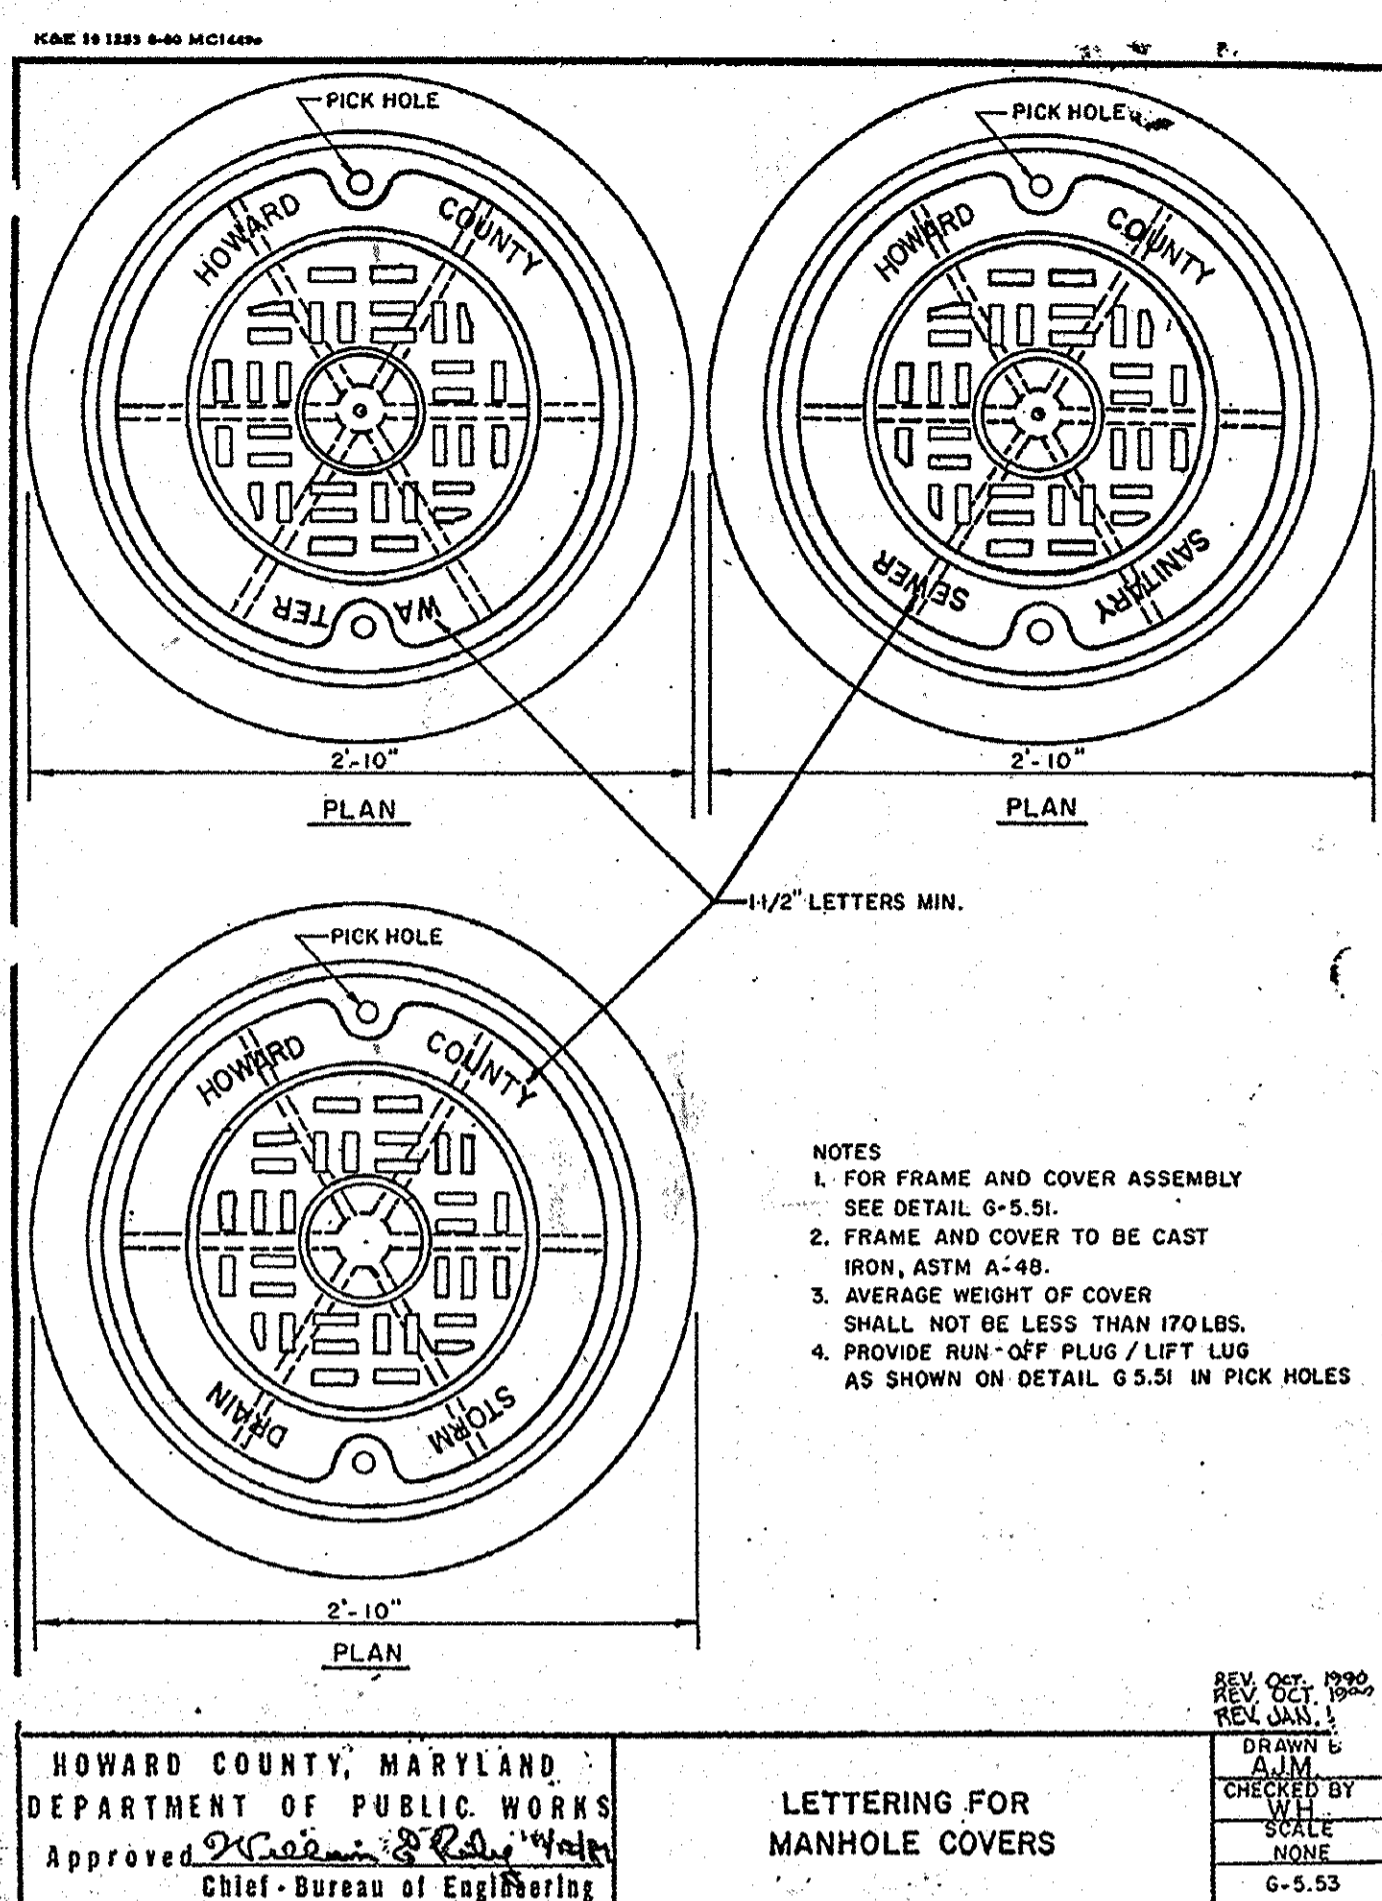 PICK HOLE
HOWARD COUNTY
WATER
2'-10"
PLAN
PICK HOLE
HOWARD COUNTY
SANITARY SEWER
2'-10"
PLAN
1-1/2" LETTERS MIN.
PICK HOLE
HOWARD COUNTY
STORM DRAIN
2'-10"
PLAN
NOTES
1. FOR FRAME AND COVER ASSEMBLY
SEE DETAIL G-5.51.
2. FRAME AND COVER TO BE CAST
IRON, ASTM A-48.
3. AVERAGE WEIGHT OF COVER
SHALL NOT BE LESS THAN 170 LBS.
4. PROVIDE RUN-OFF PLUG / LIFT LUG
AS SHOWN ON DETAIL G 5.51 IN PICK HOLES
REV. OCT. 1990
REV. OCT.
REV. JAN.
HOWARD COUNTY, MARYLAND
DEPARTMENT OF PUBLIC WORKS
Approved
Chief - Bureau of Engineering
LETTERING FOR
MANHOLE COVERS
DRAWN
A.J.M.
CHECKED BY
W.H.
SCALE
NONE
G-5.53